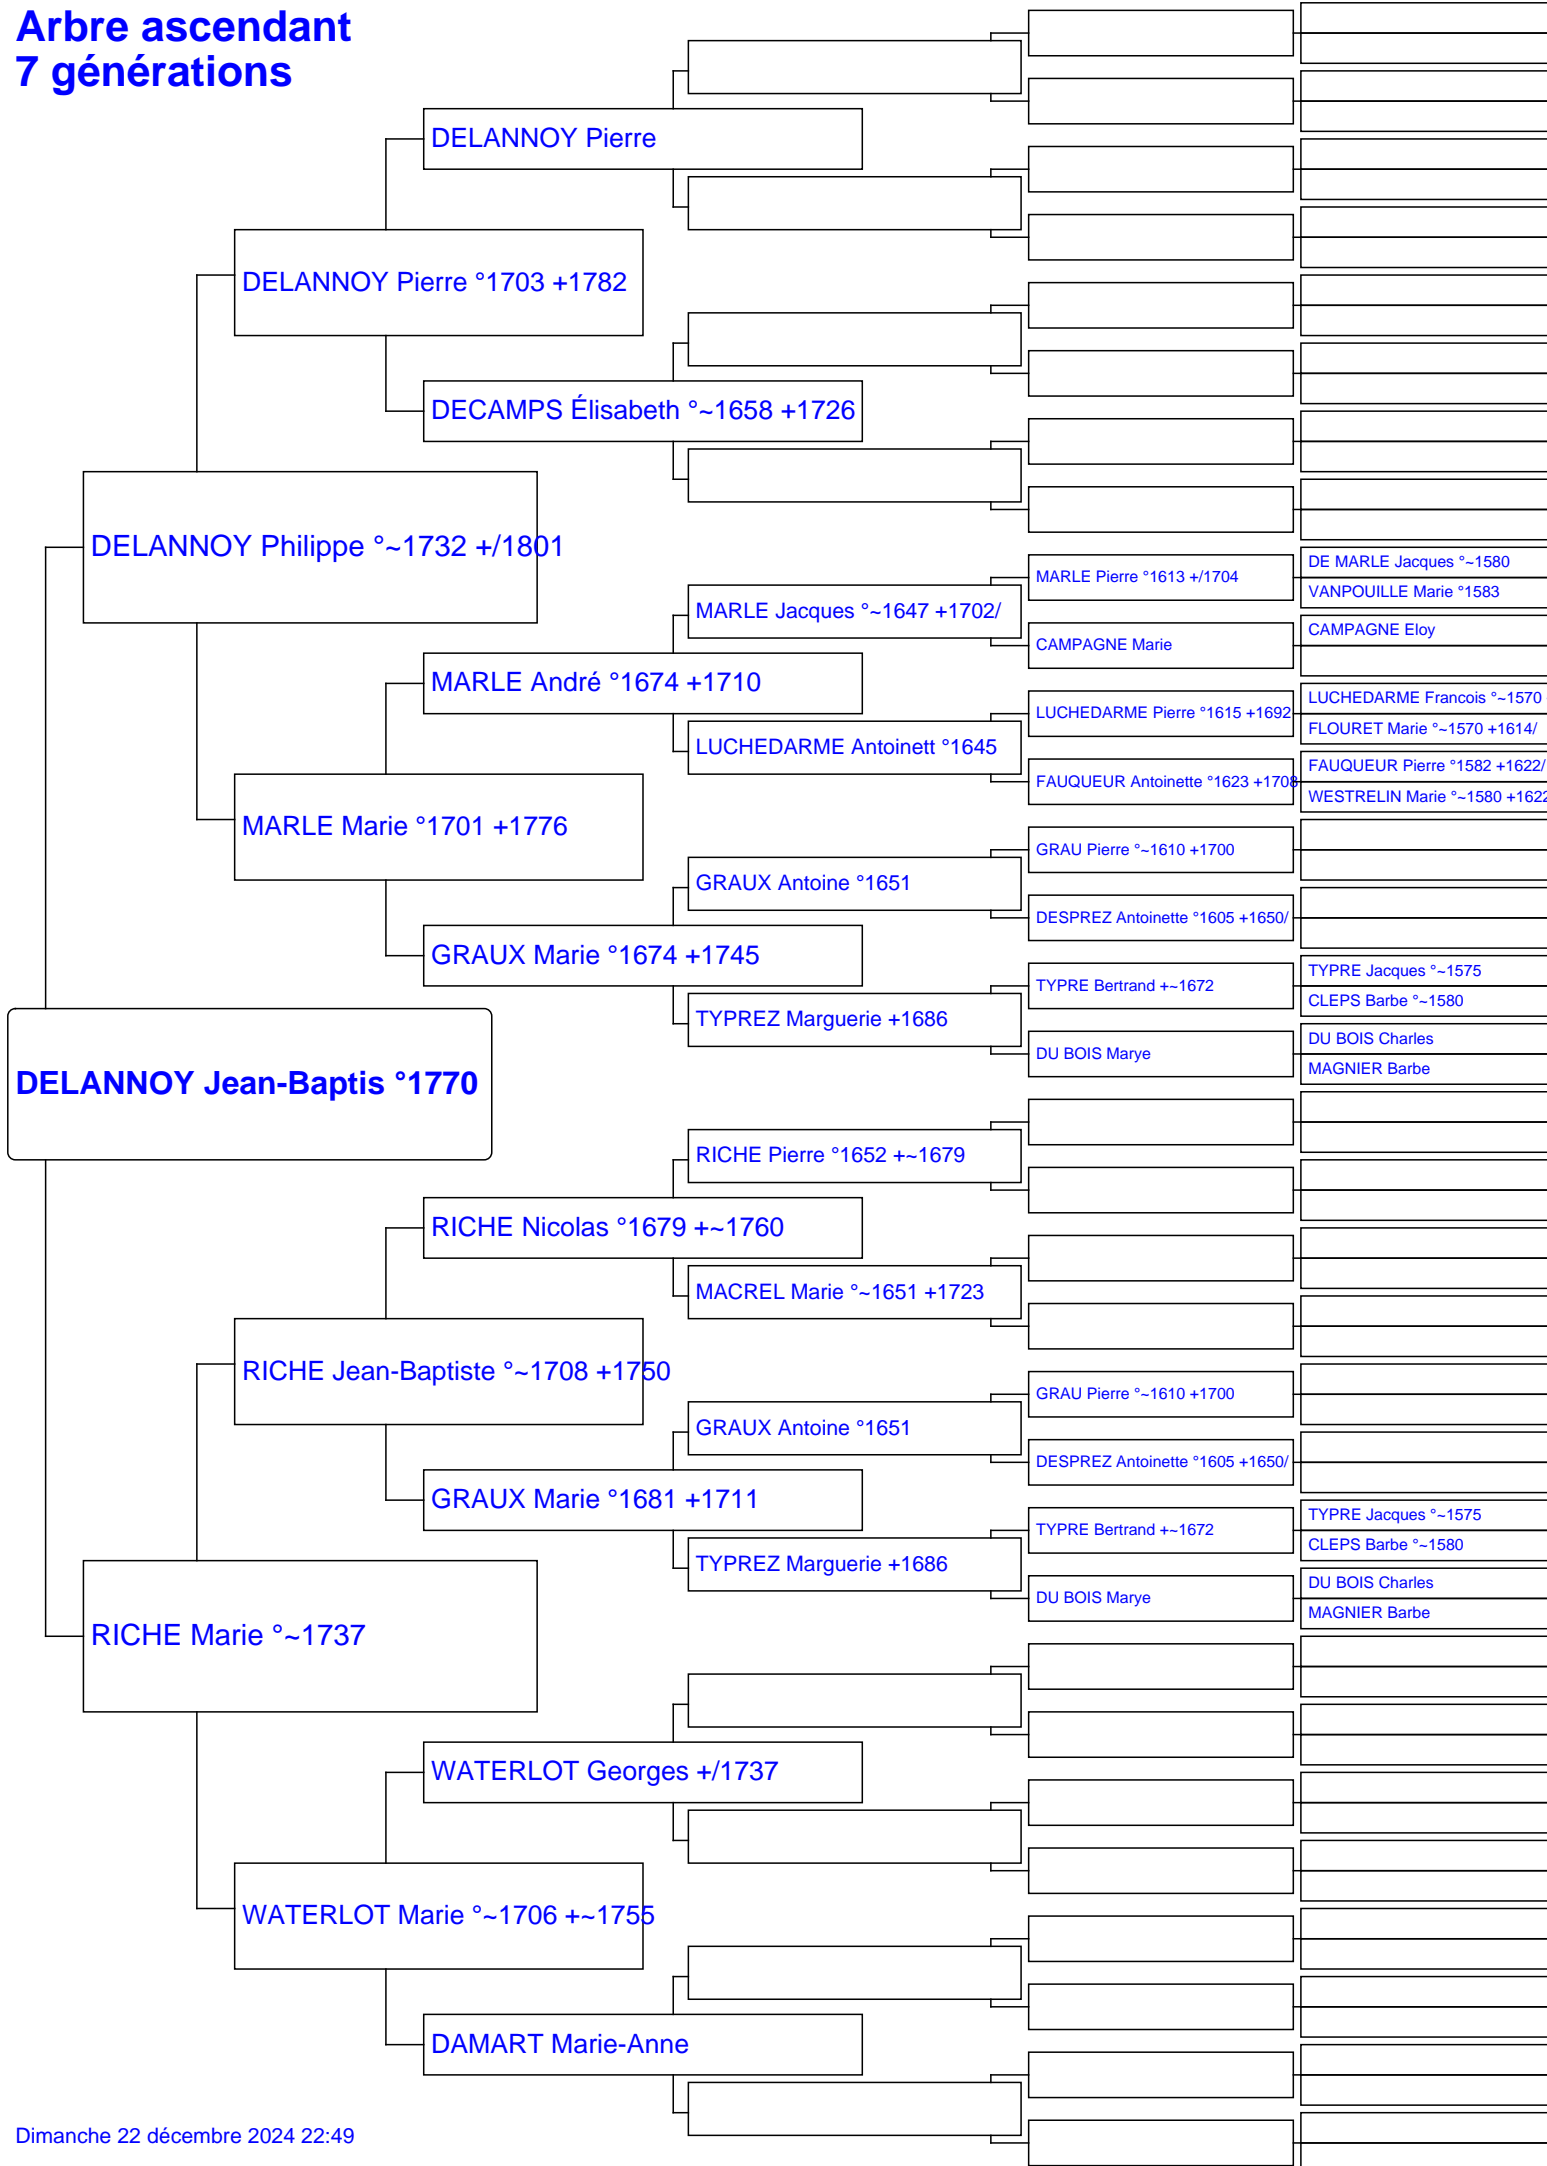 Arbre ascendant
7 générations
DELANNOY Pierre
DELANNOY Pierre °1703 +1782
DECAMPS Élisabeth °~1658 +1726
DELANNOY Philippe °~1732 +/1801
MARLE Pierre °1613 +/1704
DE MARLE Jacques °~1580
VANPOUILLE Marie °1583
MARLE Jacques °~1647 +1702/
CAMPAGNE Marie
CAMPAGNE Eloy
MARLE André °1674 +1710
LUCHEDARME Pierre °1615 +1692
LUCHEDARME Francois °~1570
FLOURET Marie °~1570 +1614/
LUCHEDARME Antoinett °1645
FAUQUEUR Antoinette °1623 +1708
FAUQUEUR Pierre °1582 +1622/
WESTRELIN Marie °~1580 +1622
MARLE Marie °1701 +1776
GRAU Pierre °~1610 +1700
GRAUX Antoine °1651
DESPREZ Antoinette °1605 +1650/
GRAUX Marie °1674 +1745
TYPRE Bertrand +~1672
TYPRE Jacques °~1575
CLEPS Barbe °~1580
TYPREZ Marguerie +1686
DU BOIS Marye
DU BOIS Charles
MAGNIER Barbe
DELANNOY Jean-Baptis °1770
RICHE Pierre °1652 +~1679
RICHE Nicolas °1679 +~1760
MACREL Marie °~1651 +1723
RICHE Jean-Baptiste °~1708 +1750
GRAU Pierre °~1610 +1700
GRAUX Antoine °1651
DESPREZ Antoinette °1605 +1650/
GRAUX Marie °1681 +1711
TYPRE Bertrand +~1672
TYPRE Jacques °~1575
CLEPS Barbe °~1580
TYPREZ Marguerie +1686
DU BOIS Marye
DU BOIS Charles
MAGNIER Barbe
RICHE Marie °~1737
WATERLOT Georges +/1737
WATERLOT Marie °~1706 +~1755
DAMART Marie-Anne
Dimanche 22 décembre 2024 22:49